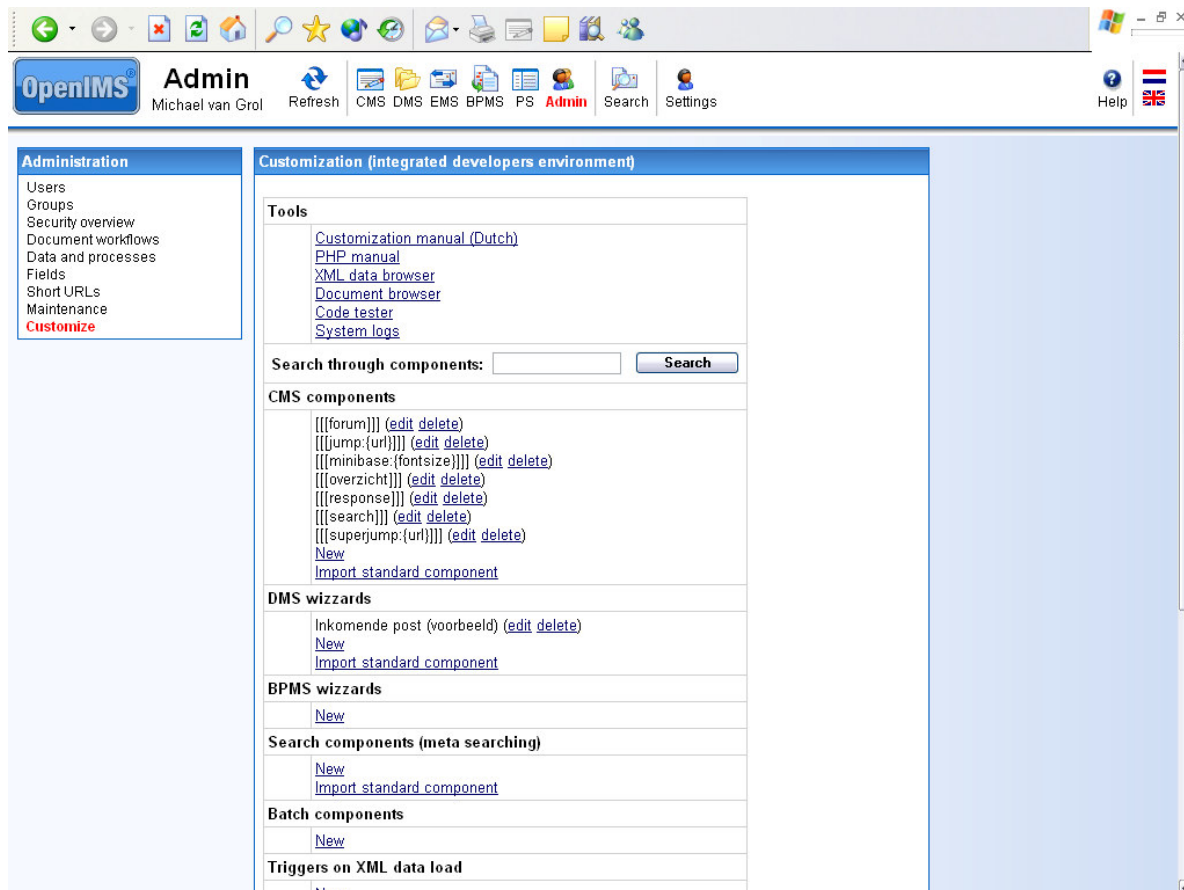 OpenIMS®
Admin
Michael van Grol
Refresh
CMS DMS EMS BPMS PS Admin
Search
Settings
Help
Administration
Users
Groups
Security overview
Document workflows
Data and processes
Fields
Short URLs
Maintenance
Customize
Customization (integrated developers environment)
Tools
Customization manual (Dutch)
PHP manual
XML data browser
Document browser
Code tester
System logs
Search through components:
Search
CMS components
[[[forum]]] (edit delete)
[[[jump:{url}]]] (edit delete)
[[[minibase:{fontsize}]]] (edit delete)
[[[overzicht]]] (edit delete)
[[[response]]] (edit delete)
[[[search]]] (edit delete)
[[[superjump:{url}]]] (edit delete)
New
Import standard component
DMS wizzards
Inkomende post (voorbeeld) (edit delete)
New
Import standard component
BPMS wizzards
New
Search components (meta searching)
New
Import standard component
Batch components
New
Triggers on XML data load